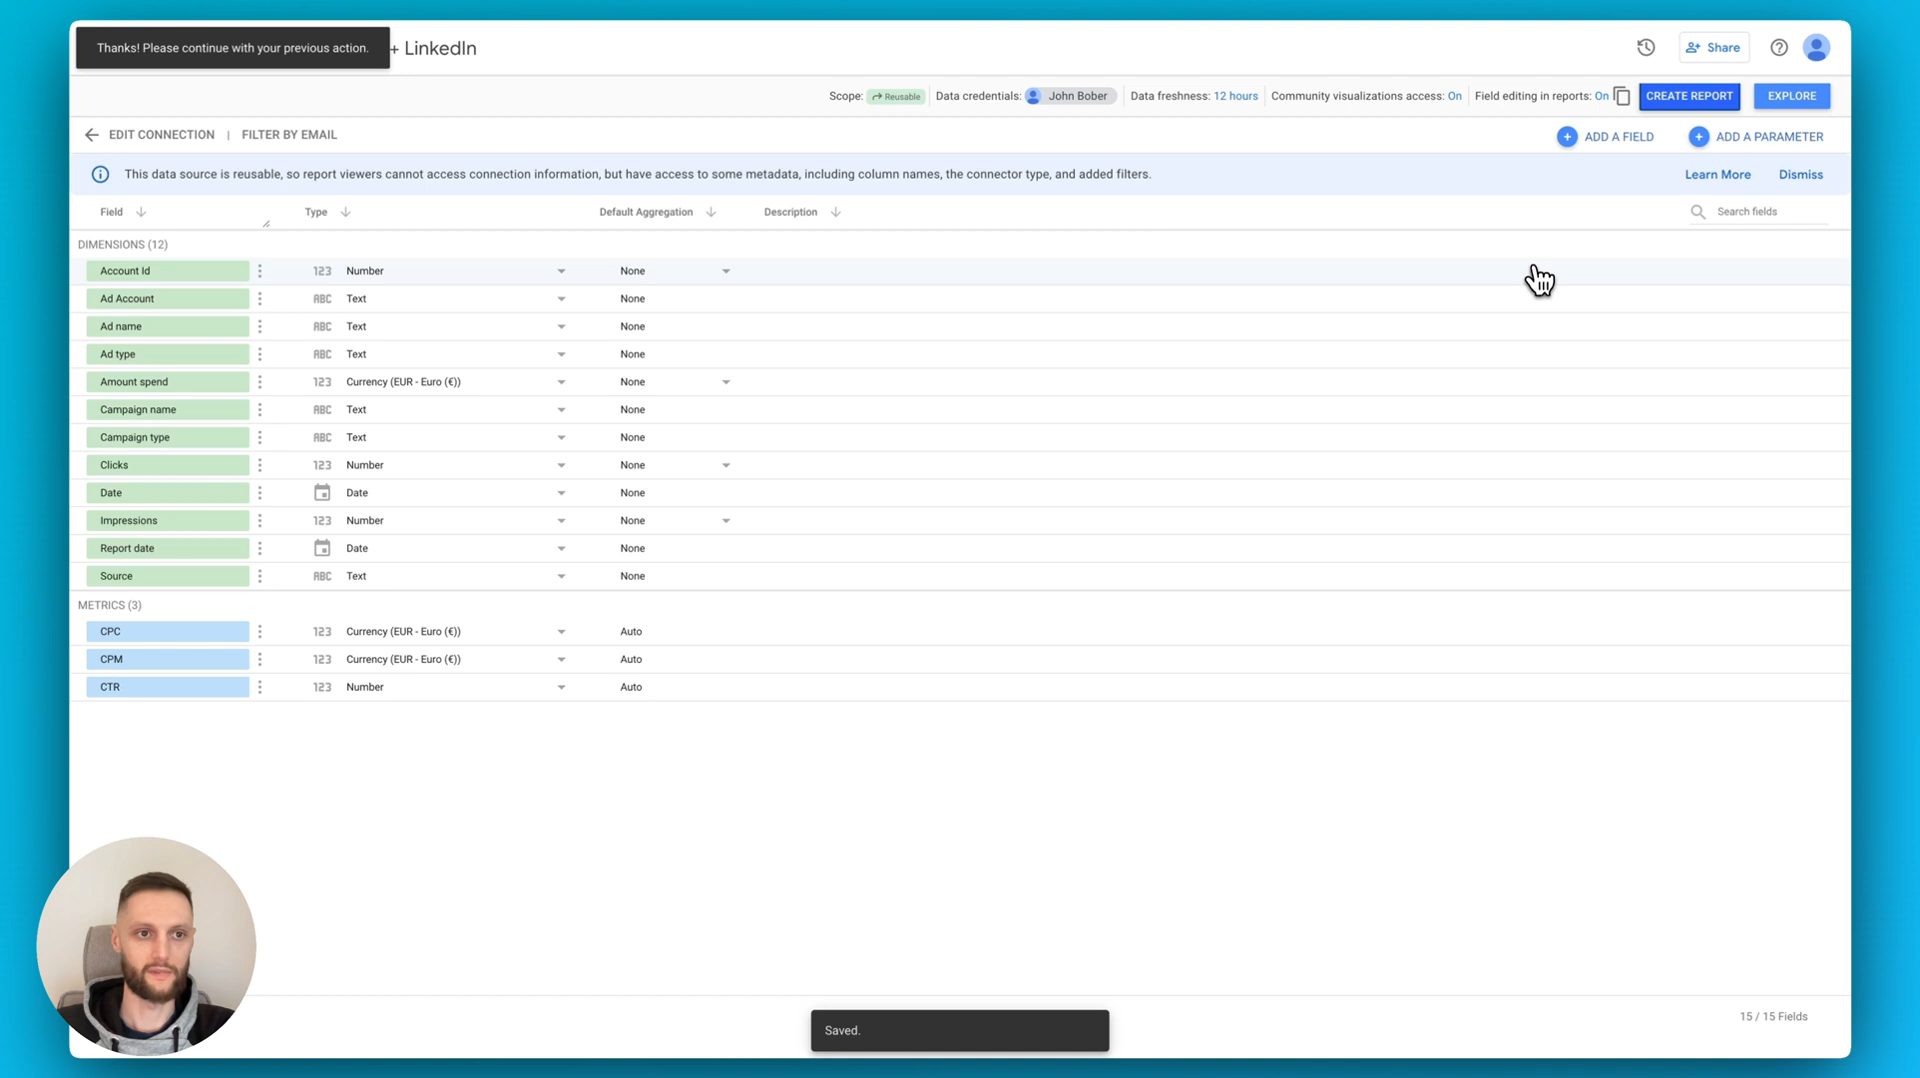 Thanks! Please continue with your previous action. + LinkedIn
Share
Scope: Reusable Data credentials: John Bober Data freshness: 12 hours Community visualizations access: On Field editing in reports: On CREATE REPORT EXPLORE
EDIT CONNECTION | FILTER BY EMAIL
ADD A FIELD ADD A PARAMETER
This data source is reusable, so report viewers cannot access connection information, but have access to some metadata, including column names, the connector type, and added filters. Learn More Dismiss
Field Type Default Aggregation Description Search fields
DIMENSIONS (12)
Account Id 123 Number None
Ad Account ABC Text None
Ad name ABC Text None
Ad type ABC Text None
Amount spend 123 Currency (EUR - Euro (€)) None
Campaign name ABC Text None
Campaign type ABC Text None
Clicks 123 Number None
Date Date None
Impressions 123 Number None
Report date Date None
Source ABC Text None
METRICS (3)
CPC 123 Currency (EUR - Euro (€)) Auto
CPM 123 Currency (EUR - Euro (€)) Auto
CTR 123 Number Auto
15 / 15 Fields
Saved.